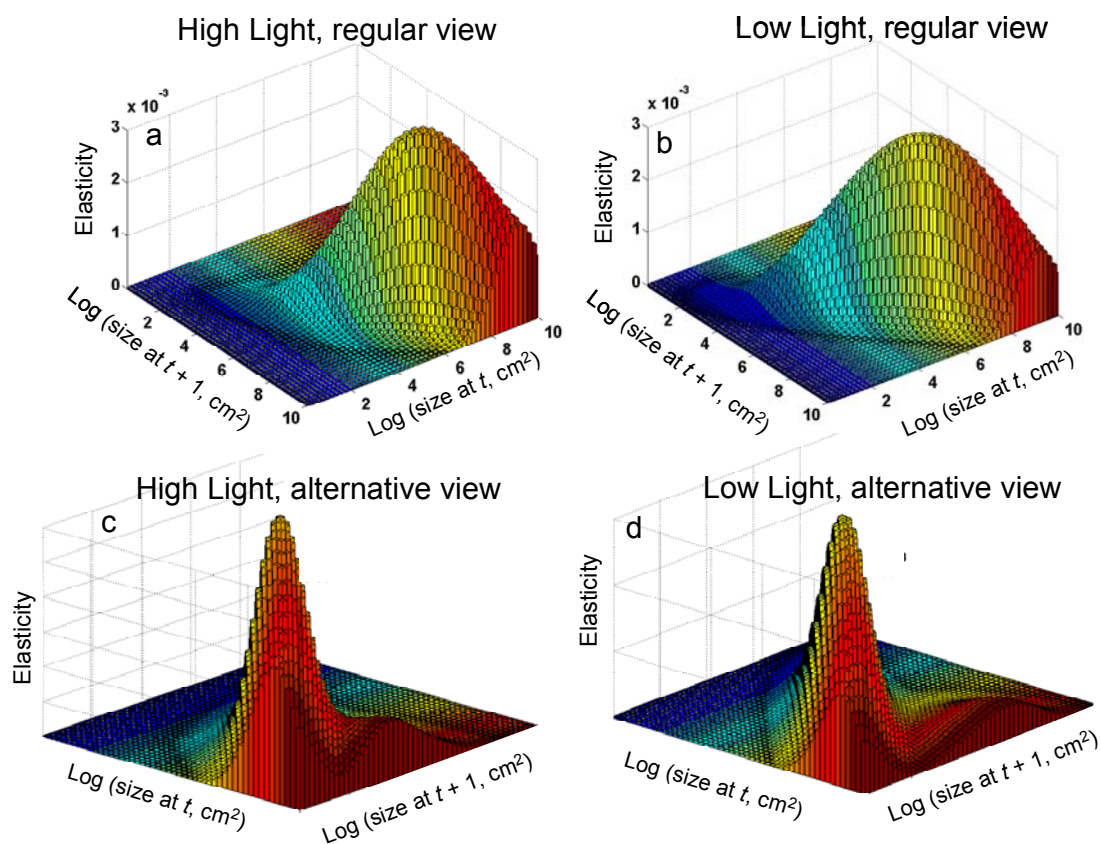 High Light, regular view
Low Light, regular view
x 10⁻³
x 10⁻³
a
b
Elasticity
3
2
1
0
Log (size at t + 1, cm²)
2
4
6
8
10
Log (size at t, cm²)
2
4
6
8
10
Elasticity
3
2
1
0
Log (size at t + 1, cm²)
2
4
6
8
10
Log (size at t, cm²)
2
4
6
8
10
High Light, alternative view
Low Light, alternative view
c
d
Elasticity
Log (size at t, cm²)
Log (size at t + 1, cm²)
Elasticity
Log (size at t, cm²)
Log (size at t + 1, cm²)